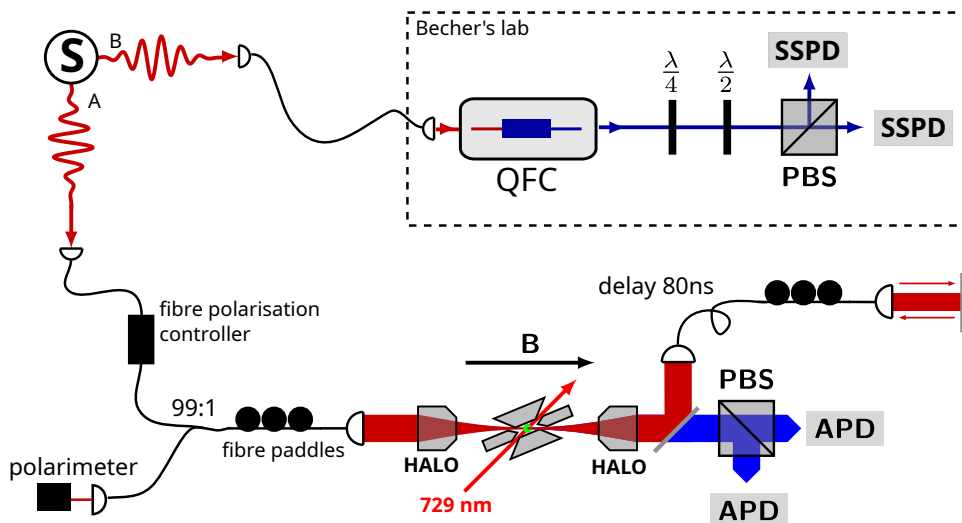 Becher's lab
S
B
A
λ
4
λ
2
SSPD
SSPD
PBS
QFC
fibre polarisation
controller
99:1
fibre paddles
polarimeter
B
HALO
HALO
729 nm
delay 80ns
PBS
APD
APD